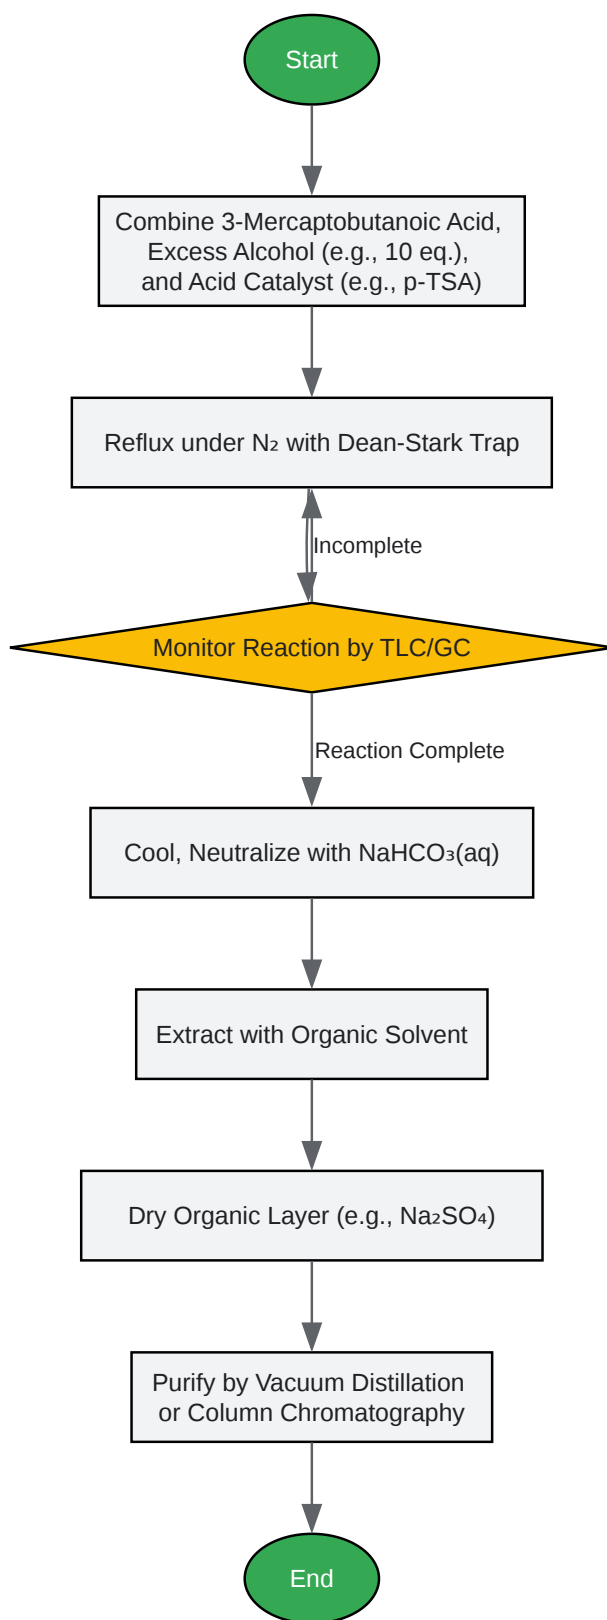 Start
Combine 3-Mercaptobutanoic Acid,
Excess Alcohol (e.g., 10 eq.),
and Acid Catalyst (e.g., p-TSA)
Reflux under N₂ with Dean-Stark Trap
Incomplete
Monitor Reaction by TLC/GC
Reaction Complete
Cool, Neutralize with NaHCO₃(aq)
Extract with Organic Solvent
Dry Organic Layer (e.g., Na₂SO₄)
Purify by Vacuum Distillation
or Column Chromatography
End